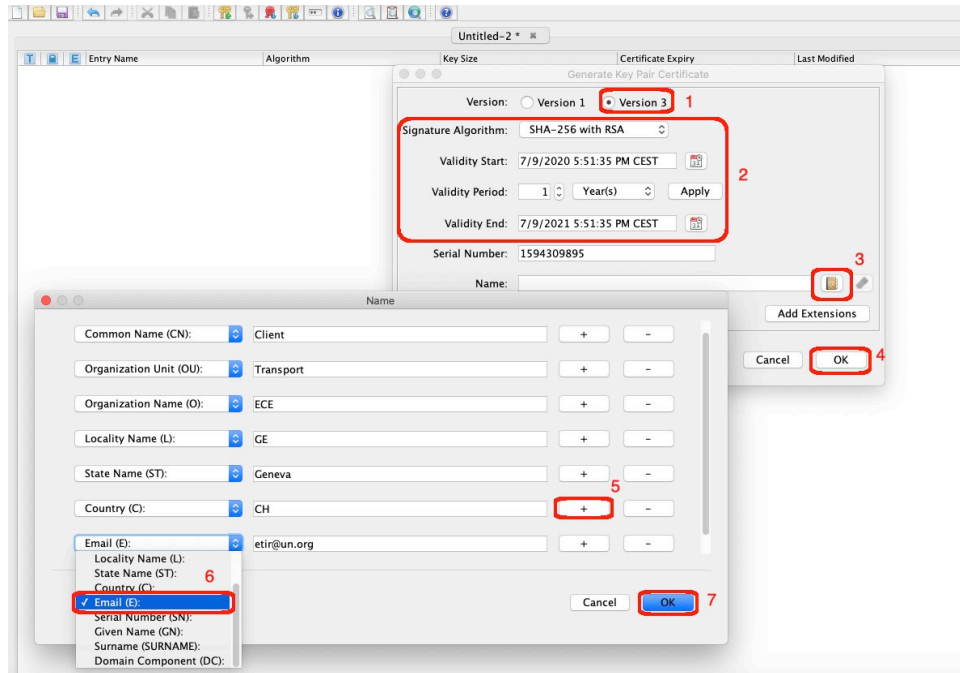 Untitled-2 *
T E Entry Name Algorithm Key Size Certificate Expiry Last Modified
Generate Key Pair Certificate
Version: Version 1 Version 3 1
Signature Algorithm: SHA-256 with RSA
Validity Start: 7/9/2020 5:51:35 PM CEST
2
Validity Period: 1 Year(s) Apply
Validity End: 7/9/2021 5:51:35 PM CEST
Serial Number: 1594309895
3
Name:
Add Extensions
Cancel OK 4
Name
Common Name (CN): Client + -
Organization Unit (OU): Transport + -
Organization Name (O): ECE + -
Locality Name (L): GE + -
State Name (ST): Geneva + -
5
Country (C): CH + -
Email (E): etir@un.org + -
Locality Name (L):
State Name (ST):
6
Country (C):
✓ Email (E):
Serial Number (SN):
Given Name (GN):
Surname (SURNAME):
Domain Component (DC):
Cancel OK 7